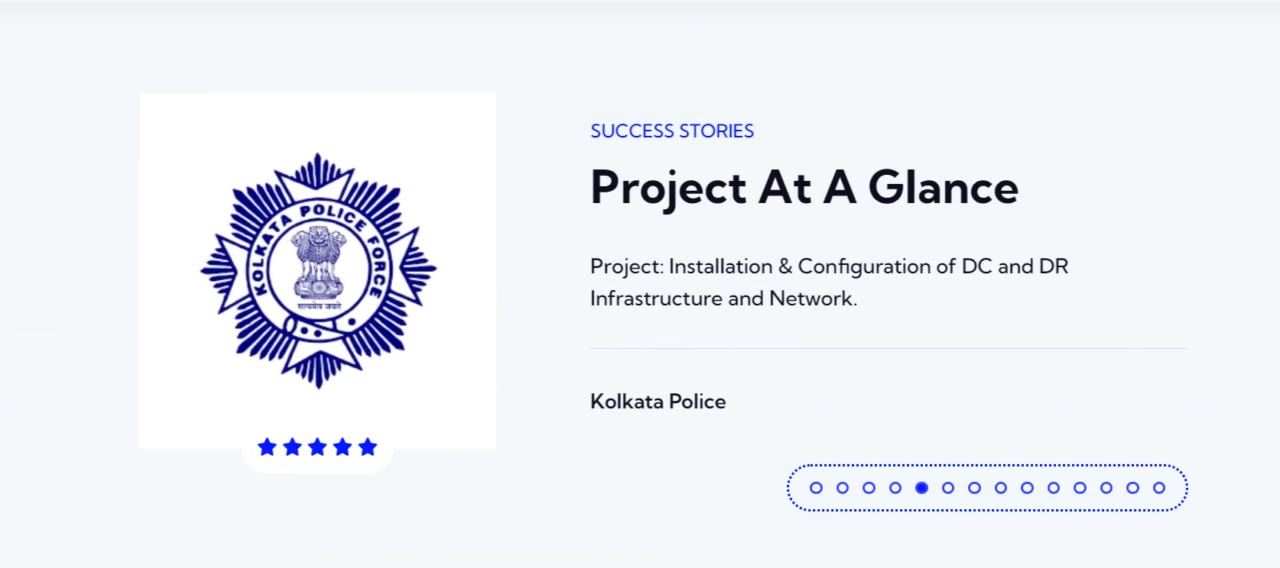 KOLKATA POLICE FORCE
सत्यमेव जयते
SUCCESS STORIES
Project At A Glance
Project: Installation & Configuration of DC and DR
Infrastructure and Network.
Kolkata Police